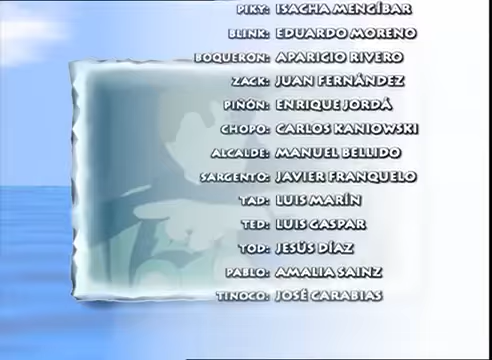 PIKY: ISACHA MENGÍBAR
BLINK: EDUARDO MORENO
BOQUERON: APARICIO RIVERO
ZACK: JUAN FERNÁNDEZ
PIÑÓN: ENRIQUE JORDÁ
CHOPO: CARLOS KANIOWSKI
ALCALDE: MANUEL BELLIDO
SARGENTO: JAVIER FRANQUELO
TAD: LUIS MARÍN
TED: LUIS GASPAR
TOD: JESÚS DÍAZ
PABLO: AMALIA SAINZ
TINOCO: JOSÉ CARABIAS